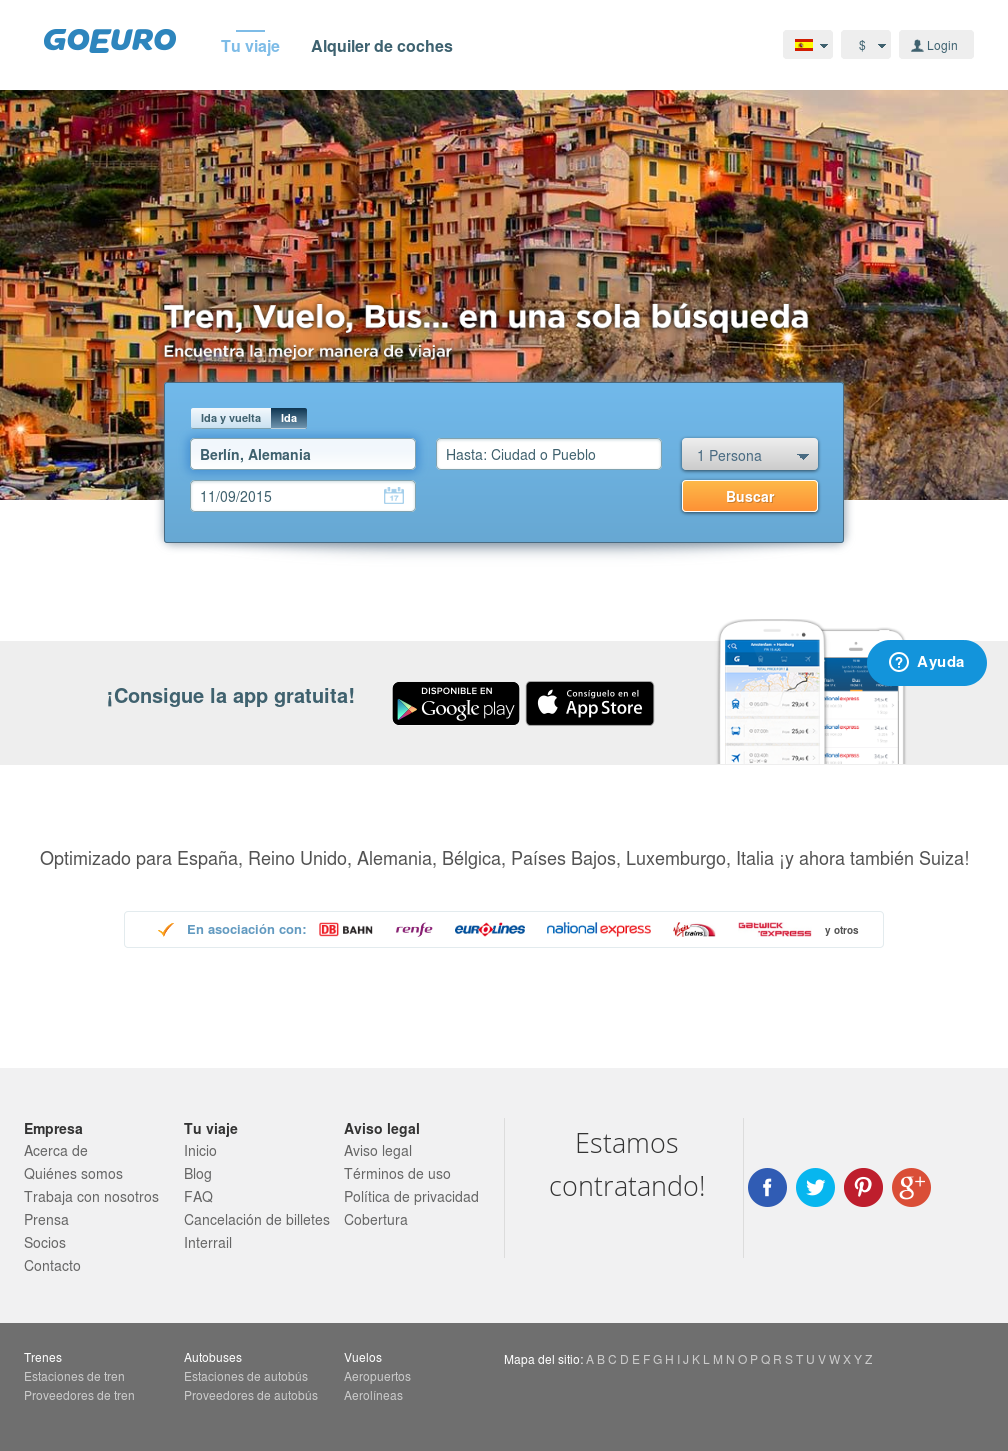 GOEURO
Tu viaje
Alquiler de coches
$
Login
Tren, Vuelo, Bus... en una sola búsqueda
Encuentra la mejor manera de viajar
Ida y vuelta
Ida
Berlín, Alemania
Hasta: Ciudad o Pueblo
1 Persona
11/09/2015
17
Buscar
¡Consigue la app gratuita!
DISPONIBLE EN
Google play
Consíguelo en el
App Store
Ayuda
Optimizado para España, Reino Unido, Alemania, Bélgica, Países Bajos, Luxemburgo, Italia ¡y ahora también Suiza!
En asociación con:
DB BAHN
renfe
EUROLINES
national express
Virgin trains
GATWICK EXPRESS
y otros
Empresa
Acerca de
Quiénes somos
Trabaja con nosotros
Prensa
Socios
Contacto
Tu viaje
Inicio
Blog
FAQ
Cancelación de billetes
Interrail
Aviso legal
Aviso legal
Términos de uso
Política de privacidad
Cobertura
Estamos
contratando!
Trenes
Estaciones de tren
Proveedores de tren
Autobuses
Estaciones de autobús
Proveedores de autobús
Vuelos
Aeropuertos
Aerolíneas
Mapa del sitio: A B C D E F G H I J K L M N O P Q R S T U V W X Y Z